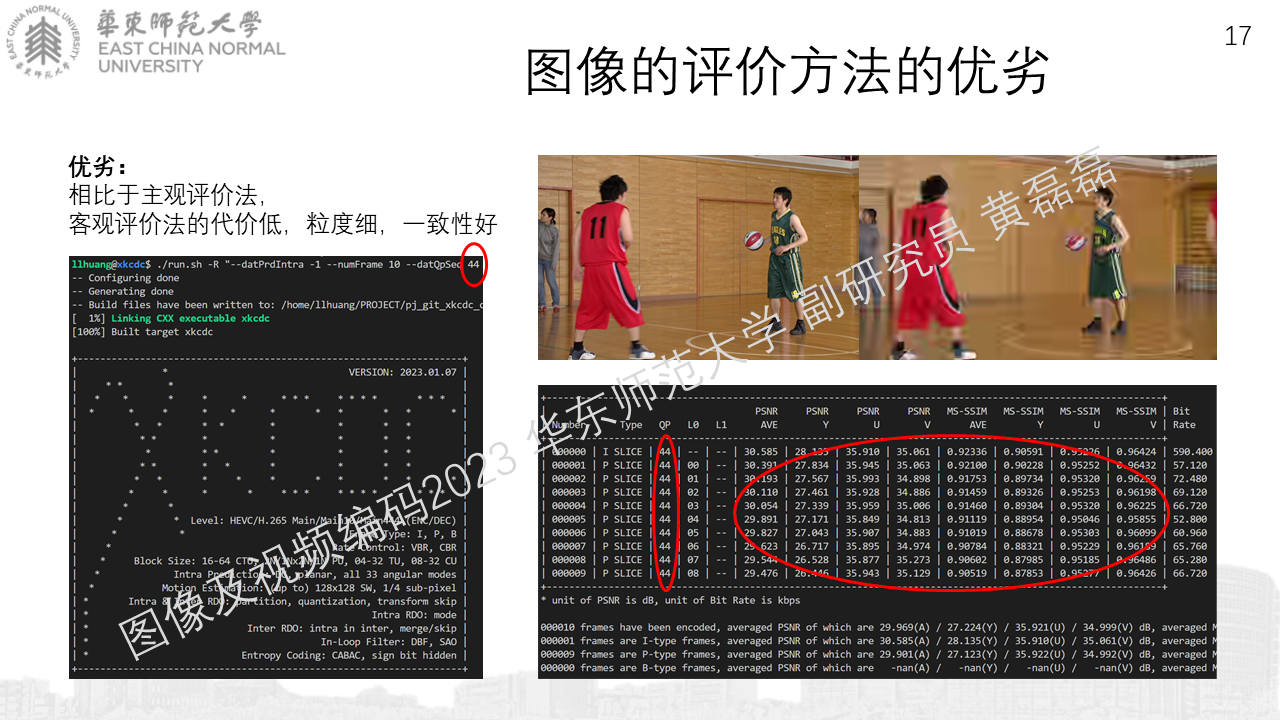 EAST CHINA NORMAL UNIVERSITY
華東師範大學
華東師範大學
EAST CHINA NORMAL
UNIVERSITY
17
图像的评价方法的优劣
优劣：
相比于主观评价法，
客观评价法的代价低，粒度细，一致性好
llhuang@xkcdc$ ./run.sh -R "--datPrdIntra -1 --numFrame 10 --datQpSeq 44
-- Configuring done
-- Generating done
-- Build files have been written to: /home/llhuang/PROJECT/pj_git_xkcdc_
[ 1%] Linking CXX executable xkcdc
[100%] Built target xkcdc
VERSION: 2023.01.07
Level: HEVC/H.265 Main/Main10/Main444 (ENC/DEC)
Type: I, P, B
Rate Control: VBR, CBR
Block Size: 16-64 CTU, PU, 04-32 TU, 08-32 CU
Intra Prediction: DC, planar, all 33 angular modes
Motion Estimation: (up to) 128x128 SW, 1/4 sub-pixel
Intra & RDO: partition, quantization, transform skip
Intra RDO: mode
Inter RDO: intra in inter, merge/skip
In-Loop Filter: DBF, SAO
Entropy Coding: CABAC, sign bit hidden
11
11
PSNR PSNR PSNR PSNR MS-SSIM MS-SSIM MS-SSIM MS-SSIM | Bit
Number Type QP L0 L1 AVE Y U V AVE Y U V | Rate
000000 | I SLICE | 44 | -- | -- | 30.585 | 28.135 | 35.910 | 35.061 | 0.92336 | 0.90591 | 0.95226 | 0.96424 | 590.400
000001 | P SLICE | 44 | 00 | -- | 30.391 | 27.834 | 35.945 | 35.063 | 0.92100 | 0.90228 | 0.95252 | 0.96432 | 57.120
000002 | P SLICE | 44 | 01 | -- | 30.193 | 27.567 | 35.993 | 34.898 | 0.91753 | 0.89734 | 0.95320 | 0.96269 | 72.480
000003 | P SLICE | 44 | 02 | -- | 30.110 | 27.461 | 35.928 | 34.886 | 0.91459 | 0.89326 | 0.95253 | 0.96198 | 69.120
000004 | P SLICE | 44 | 03 | -- | 30.054 | 27.339 | 35.959 | 35.006 | 0.91460 | 0.89304 | 0.95320 | 0.96225 | 66.720
000005 | P SLICE | 44 | 04 | -- | 29.891 | 27.171 | 35.849 | 34.813 | 0.91119 | 0.88954 | 0.95046 | 0.95855 | 52.800
000006 | P SLICE | 44 | 05 | -- | 29.827 | 27.043 | 35.907 | 34.883 | 0.91019 | 0.88678 | 0.95303 | 0.96099 | 60.960
000007 | P SLICE | 44 | 06 | -- | 29.623 | 26.717 | 35.895 | 34.974 | 0.90784 | 0.88321 | 0.95229 | 0.96169 | 65.760
000008 | P SLICE | 44 | 07 | -- | 29.544 | 26.528 | 35.877 | 35.273 | 0.90602 | 0.87985 | 0.95185 | 0.96486 | 65.280
000009 | P SLICE | 44 | 08 | -- | 29.476 | 26.446 | 35.943 | 35.129 | 0.90519 | 0.87853 | 0.95277 | 0.96426 | 66.720
* unit of PSNR is dB, unit of Bit Rate is kbps
000010 frames have been encoded, averaged PSNR of which are 29.969(A) / 27.224(Y) / 35.921(U) / 34.999(V) dB, averaged
000001 frames are I-type frames, averaged PSNR of which are 30.585(A) / 28.135(Y) / 35.910(U) / 35.061(V) dB, averaged
000009 frames are P-type frames, averaged PSNR of which are 29.901(A) / 27.123(Y) / 35.922(U) / 34.992(V) dB, averaged
000000 frames are B-type frames, averaged PSNR of which are -nan(A) / -nan(Y) / -nan(U) / -nan(V) dB, averaged
图像及视频编码2023 华东师范大学 副研究员 黄磊磊